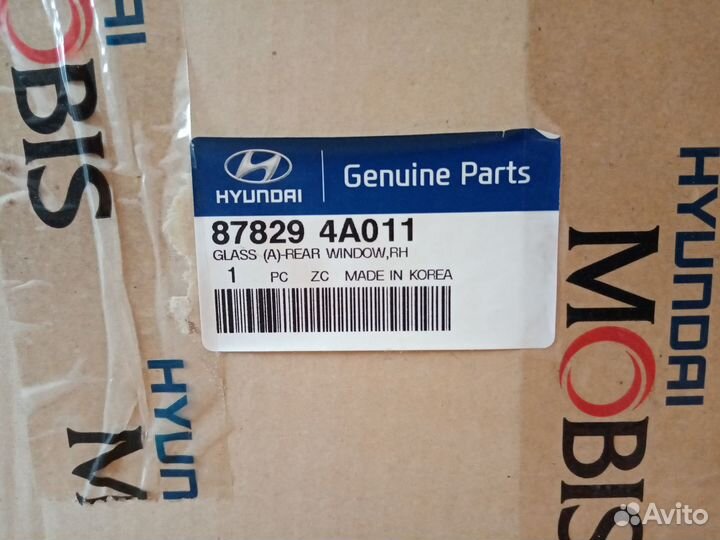 MOBIS
HYUN
HYUNDAI
Genuine Parts
87829 4A011
GLASS (A)-REAR WINDOW,RH
1 PC ZC MADE IN KOREA
HYUN
M
HYUNDAI
MOBIS
Avito